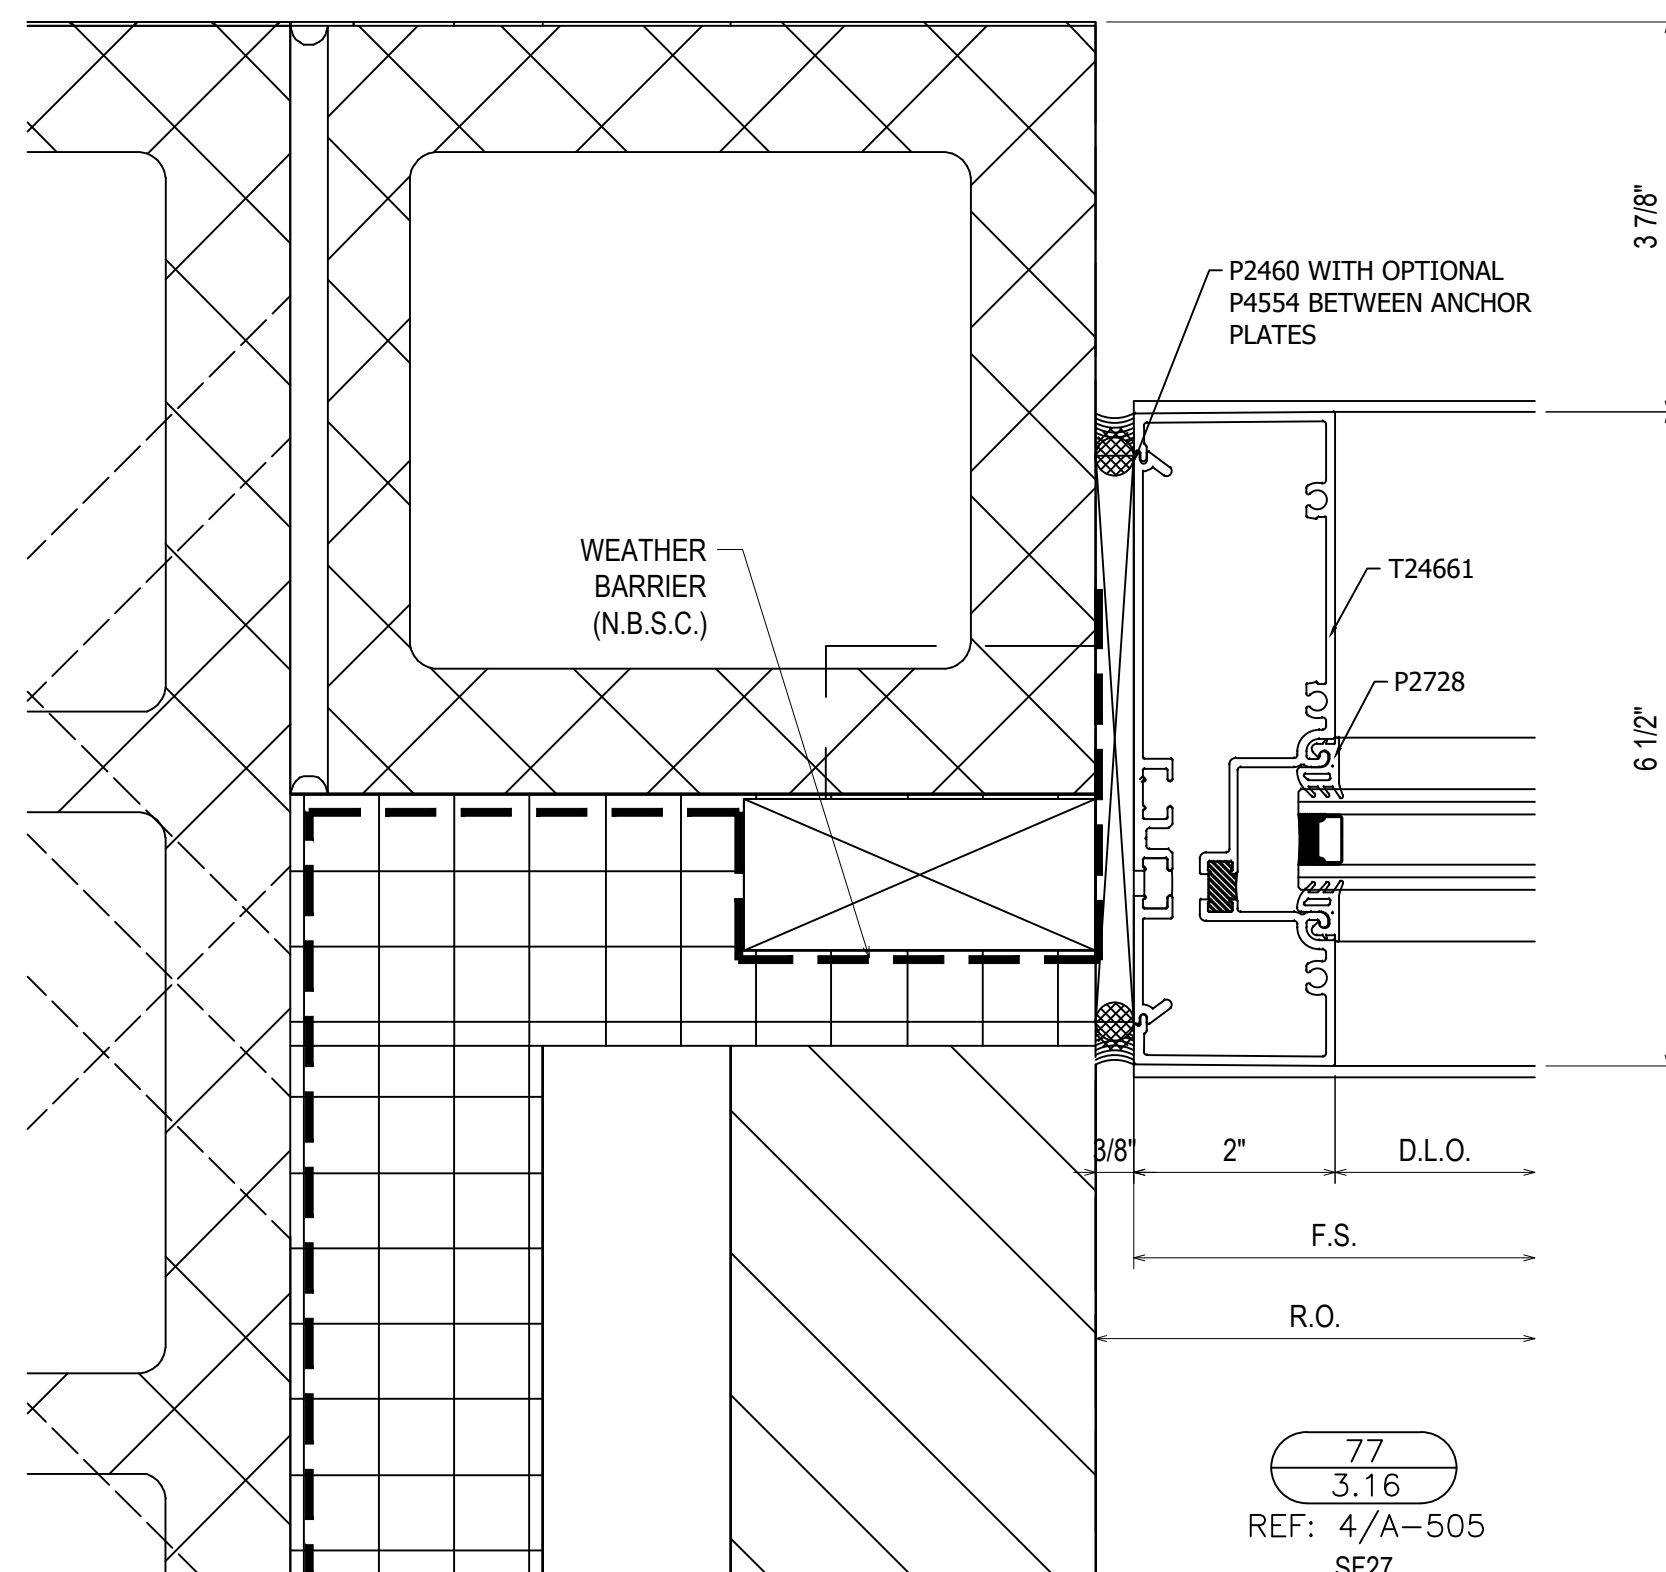 3 7/8"
P2460 WITH OPTIONAL
P4554 BETWEEN ANCHOR
PLATES
WEATHER
BARRIER
(N.B.S.C.)
T24661
P2728
6 1/2"
3/8"
2"
D.L.O.
F.S.
R.O.
77
3.16
REF: 4/A-505
SF27